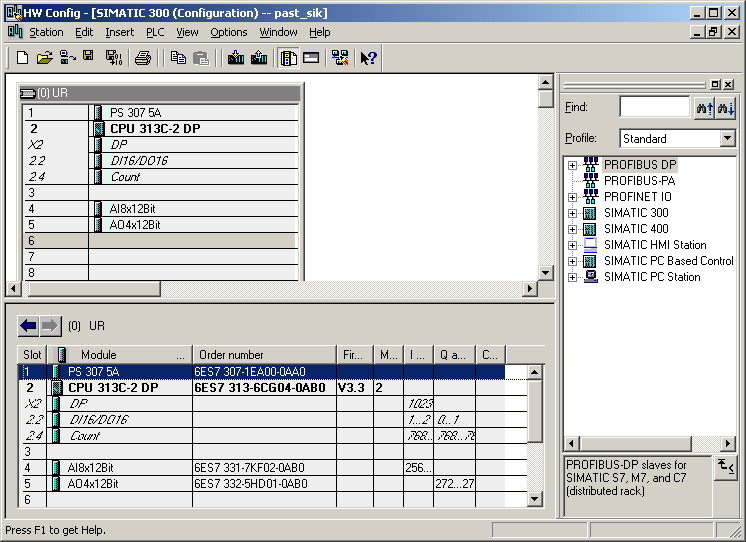 HW Config - [SIMATIC 300 (Configuration) -- past_sik]
Station Edit Insert PLC View Options Window Help
(0) UR
1 PS 307 5A
2 CPU 313C-2 DP
X2 DP
2.2 DI16/DO16
2.4 Count
3
4 AI8x12Bit
5 AO4x12Bit
6
7
8
Find:
Profile: Standard
PROFIBUS DP
PROFIBUS-PA
PROFINET IO
SIMATIC 300
SIMATIC 400
SIMATIC HMI Station
SIMATIC PC Based Control
SIMATIC PC Station
(0) UR
Slot Module ... Order number Fir... M... I ... Q a... C...
1 PS 307 5A 6ES7 307-1EA00-0AA0
2 CPU 313C-2 DP 6ES7 313-6CG04-0AB0 V3.3 2
X2 DP 1023
2.2 DI16/DO16 1...2 0...1
2.4 Count 768... 768...
3
4 AI8x12Bit 6ES7 331-7KF02-0AB0 256...
5 AO4x12Bit 6ES7 332-5HD01-0AB0 272...27
6
PROFIBUS-DP slaves for
SIMATIC S7, M7, and C7
(distributed rack)
Press F1 to get Help.